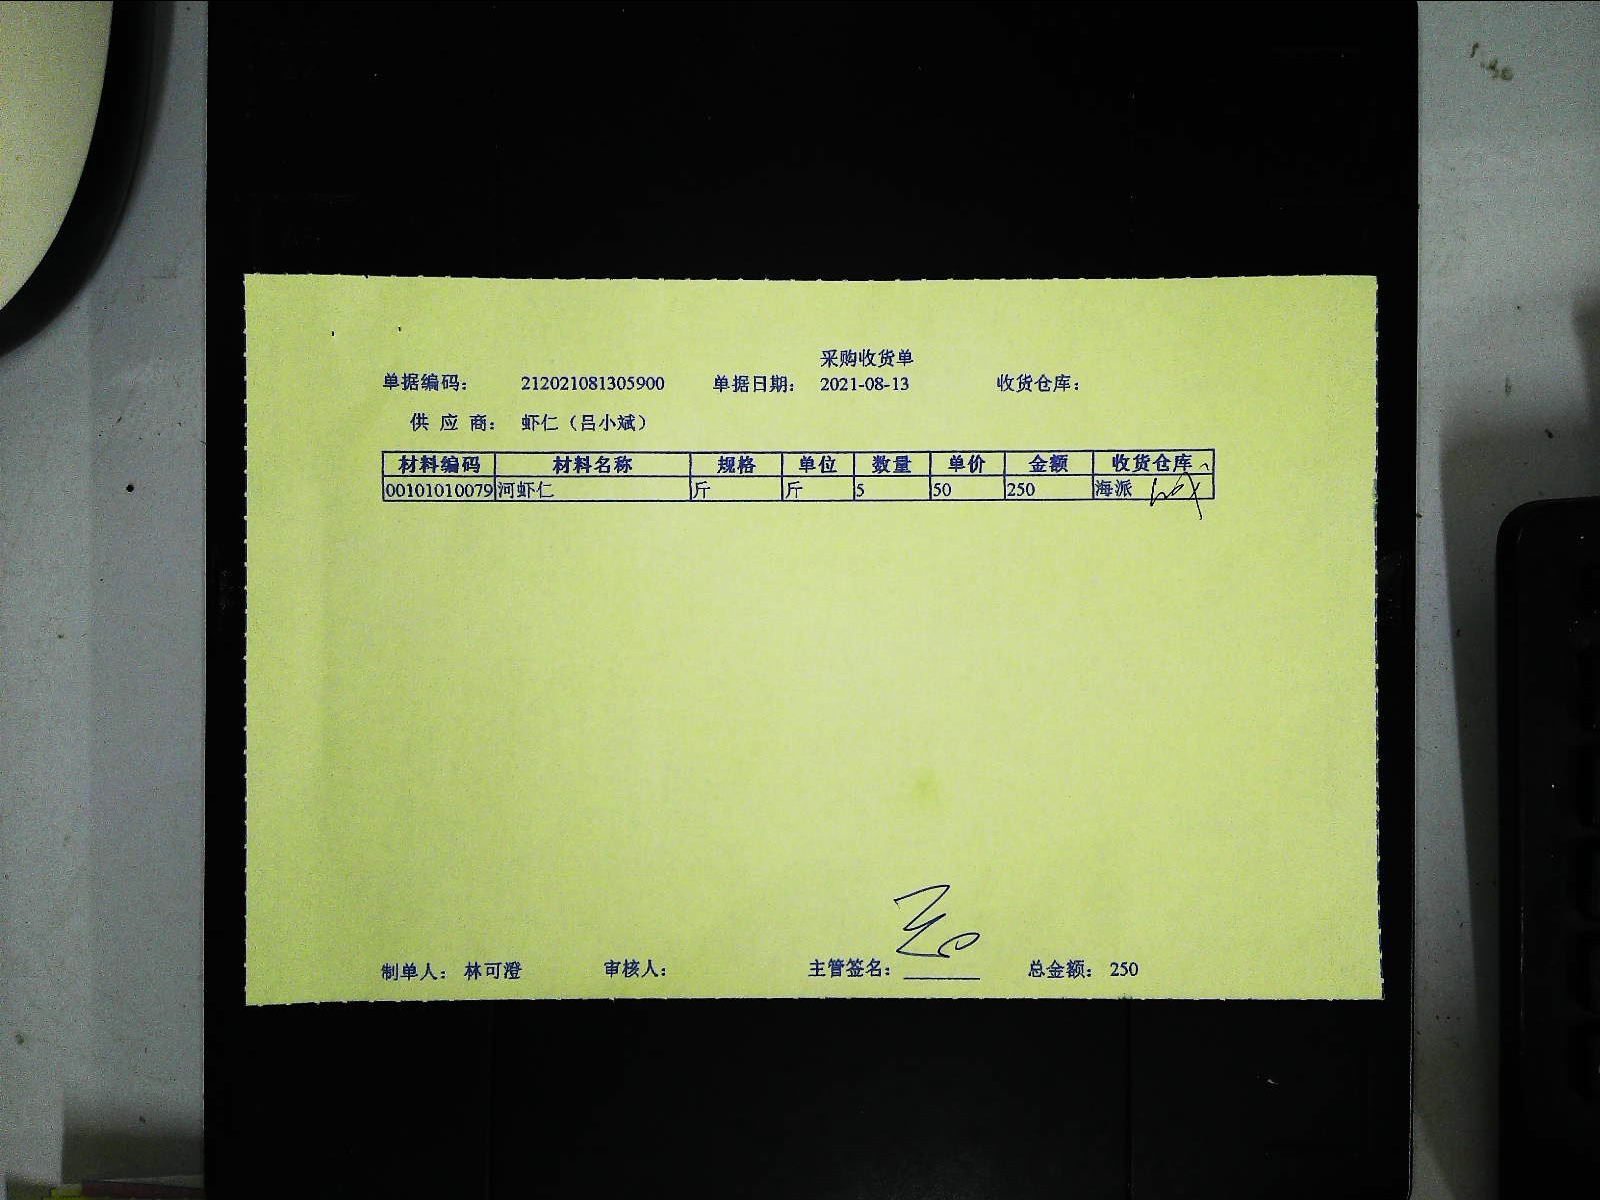 采购收货单
单据编码： 212021081305900 单据日期： 2021-08-13 收货仓库：
供 应 商： 虾仁（吕小斌）
材料编码 材料名称 规格 单位 数量 单价 金额 收货仓库
00101010079 河虾仁 斤 斤 5 50 250 海派
制单人： 林可澄 审核人： 主管签名： 总金额： 250